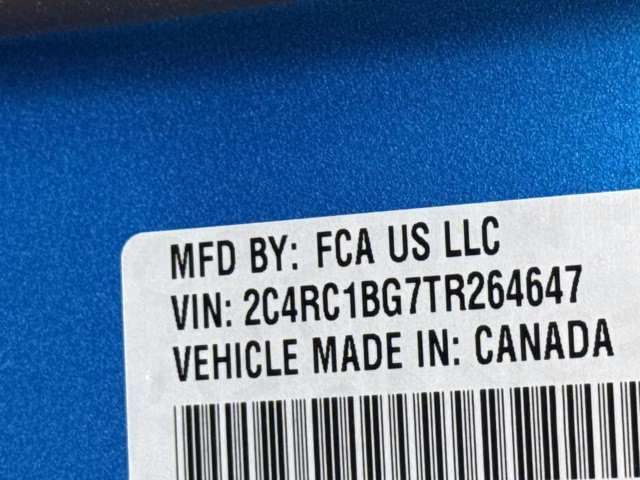 MFD BY: FCA US LLC
VIN: 2C4RC1BG7TR264647
VEHICLE MADE IN: CANADA